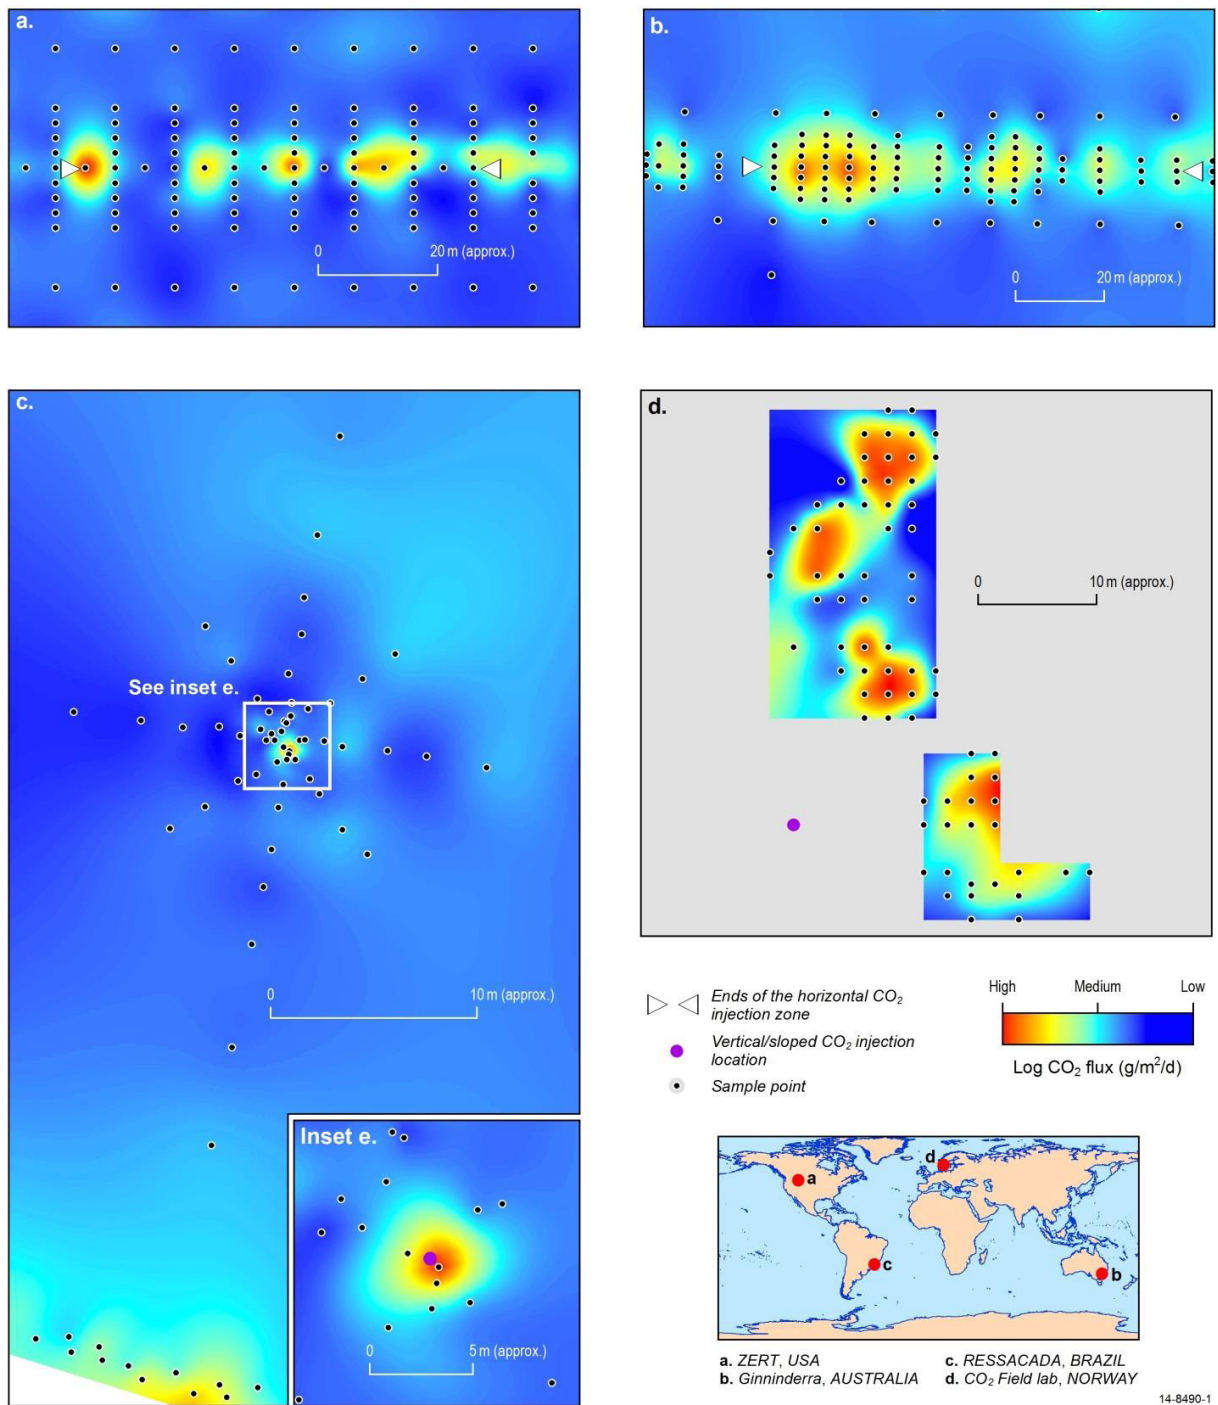 a.
0 20 m (approx.)
b.
0 20 m (approx.)
c.
See inset e.
0 10 m (approx.)
Inset e.
0 5 m (approx.)
d.
0 10 m (approx.)
Ends of the horizontal CO₂
injection zone
Vertical/sloped CO₂ injection
location
Sample point
High Medium Low
Log CO₂ flux (g/m²/d)
d
a
c
b
a. ZERT, USA c. RESSACADA, BRAZIL
b. Ginninderra, AUSTRALIA d. CO₂ Field lab, NORWAY
14-8490-1